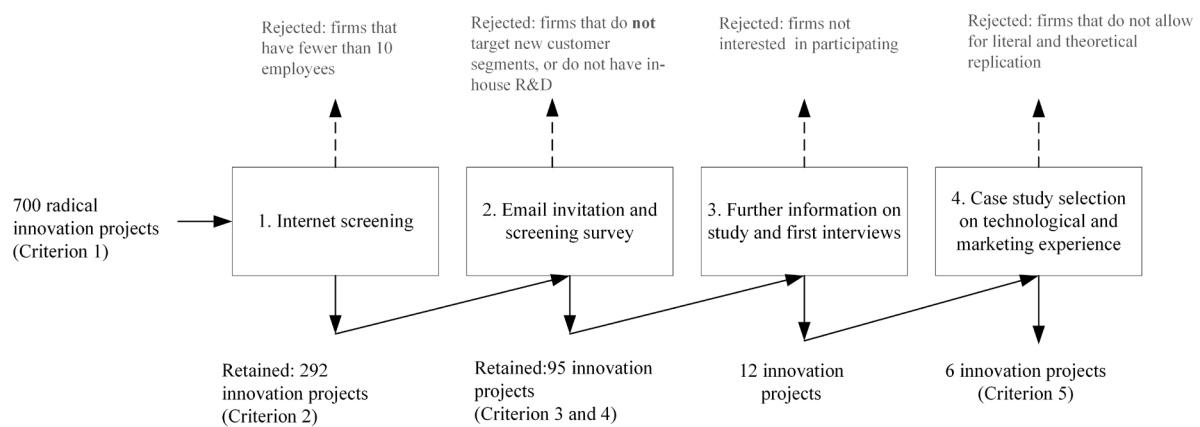 Rejected: firms that
have fewer than 10
employees
Rejected: firms that do not
target new customer
segments, or do not have in-
house R&D
Rejected: firms not
interested in participating
Rejected: firms that do not allow
for literal and theoretical
replication
700 radical
innovation projects
(Criterion 1)
1. Internet screening
2. Email invitation and
screening survey
3. Further information on
study and first interviews
4. Case study selection
on technological and
marketing experience
Retained: 292
innovation projects
(Criterion 2)
Retained:95 innovation
projects
(Criterion 3 and 4)
12 innovation
projects
6 innovation projects
(Criterion 5)